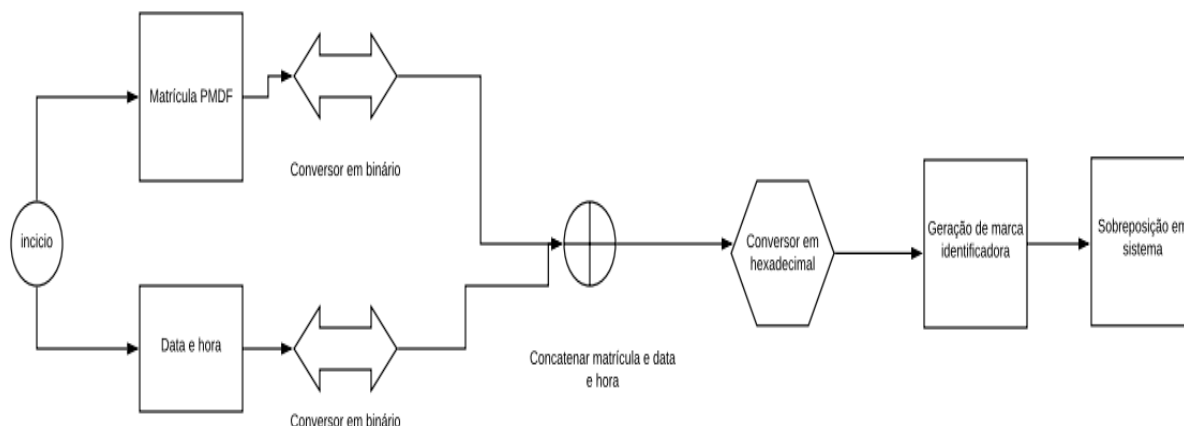 Matrícula PMDF
Conversor em binário
incicio
Data e hora
Conversor em binário
Concatenar matrícula e data
e hora
Conversor em
hexadecimal
Geração de marca
identificadora
Sobreposição em
sistema